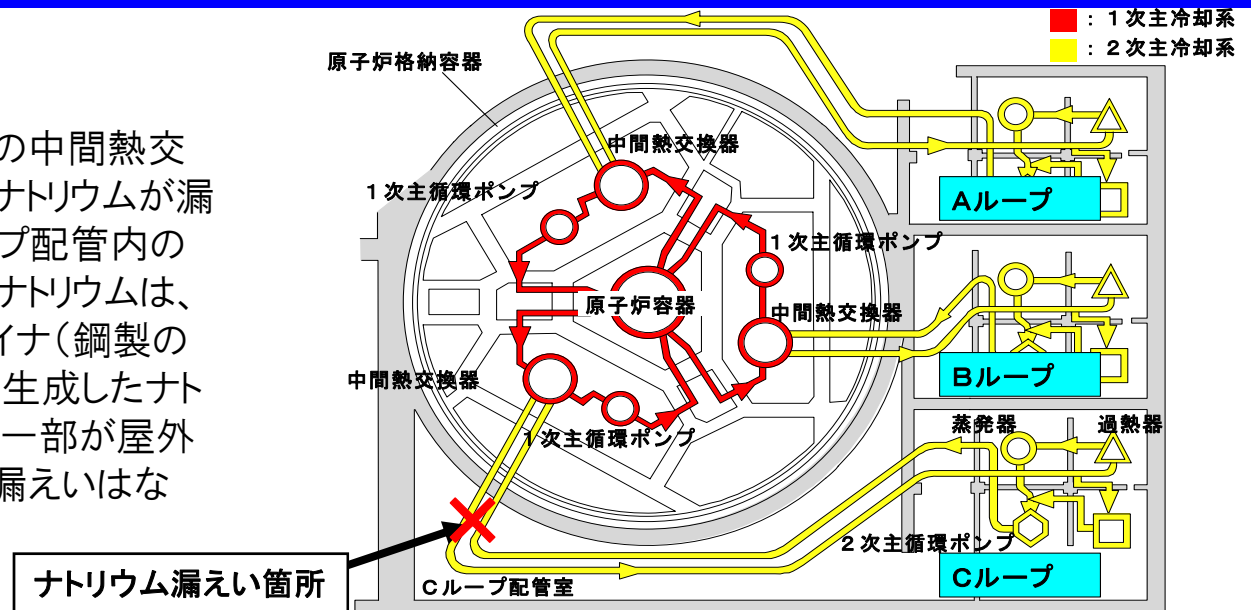 ：１次主冷却系
：２次主冷却系
原子炉格納容器
の中間熱交
ナトリウムが漏
プ配管内の
ナトリウムは、
イナ（鋼製の
生成したナト
一部が屋外
漏えいはな
中間熱交換器
１次主循環ポンプ
Ａループ
１次主循環ポンプ
原子炉容器
中間熱交換器
中間熱交換器
Ｂループ
１次主循環ポンプ
蒸発器
過熱器
２次主循環ポンプ
ナトリウム漏えい箇所
Ｃループ配管室
Ｃループ